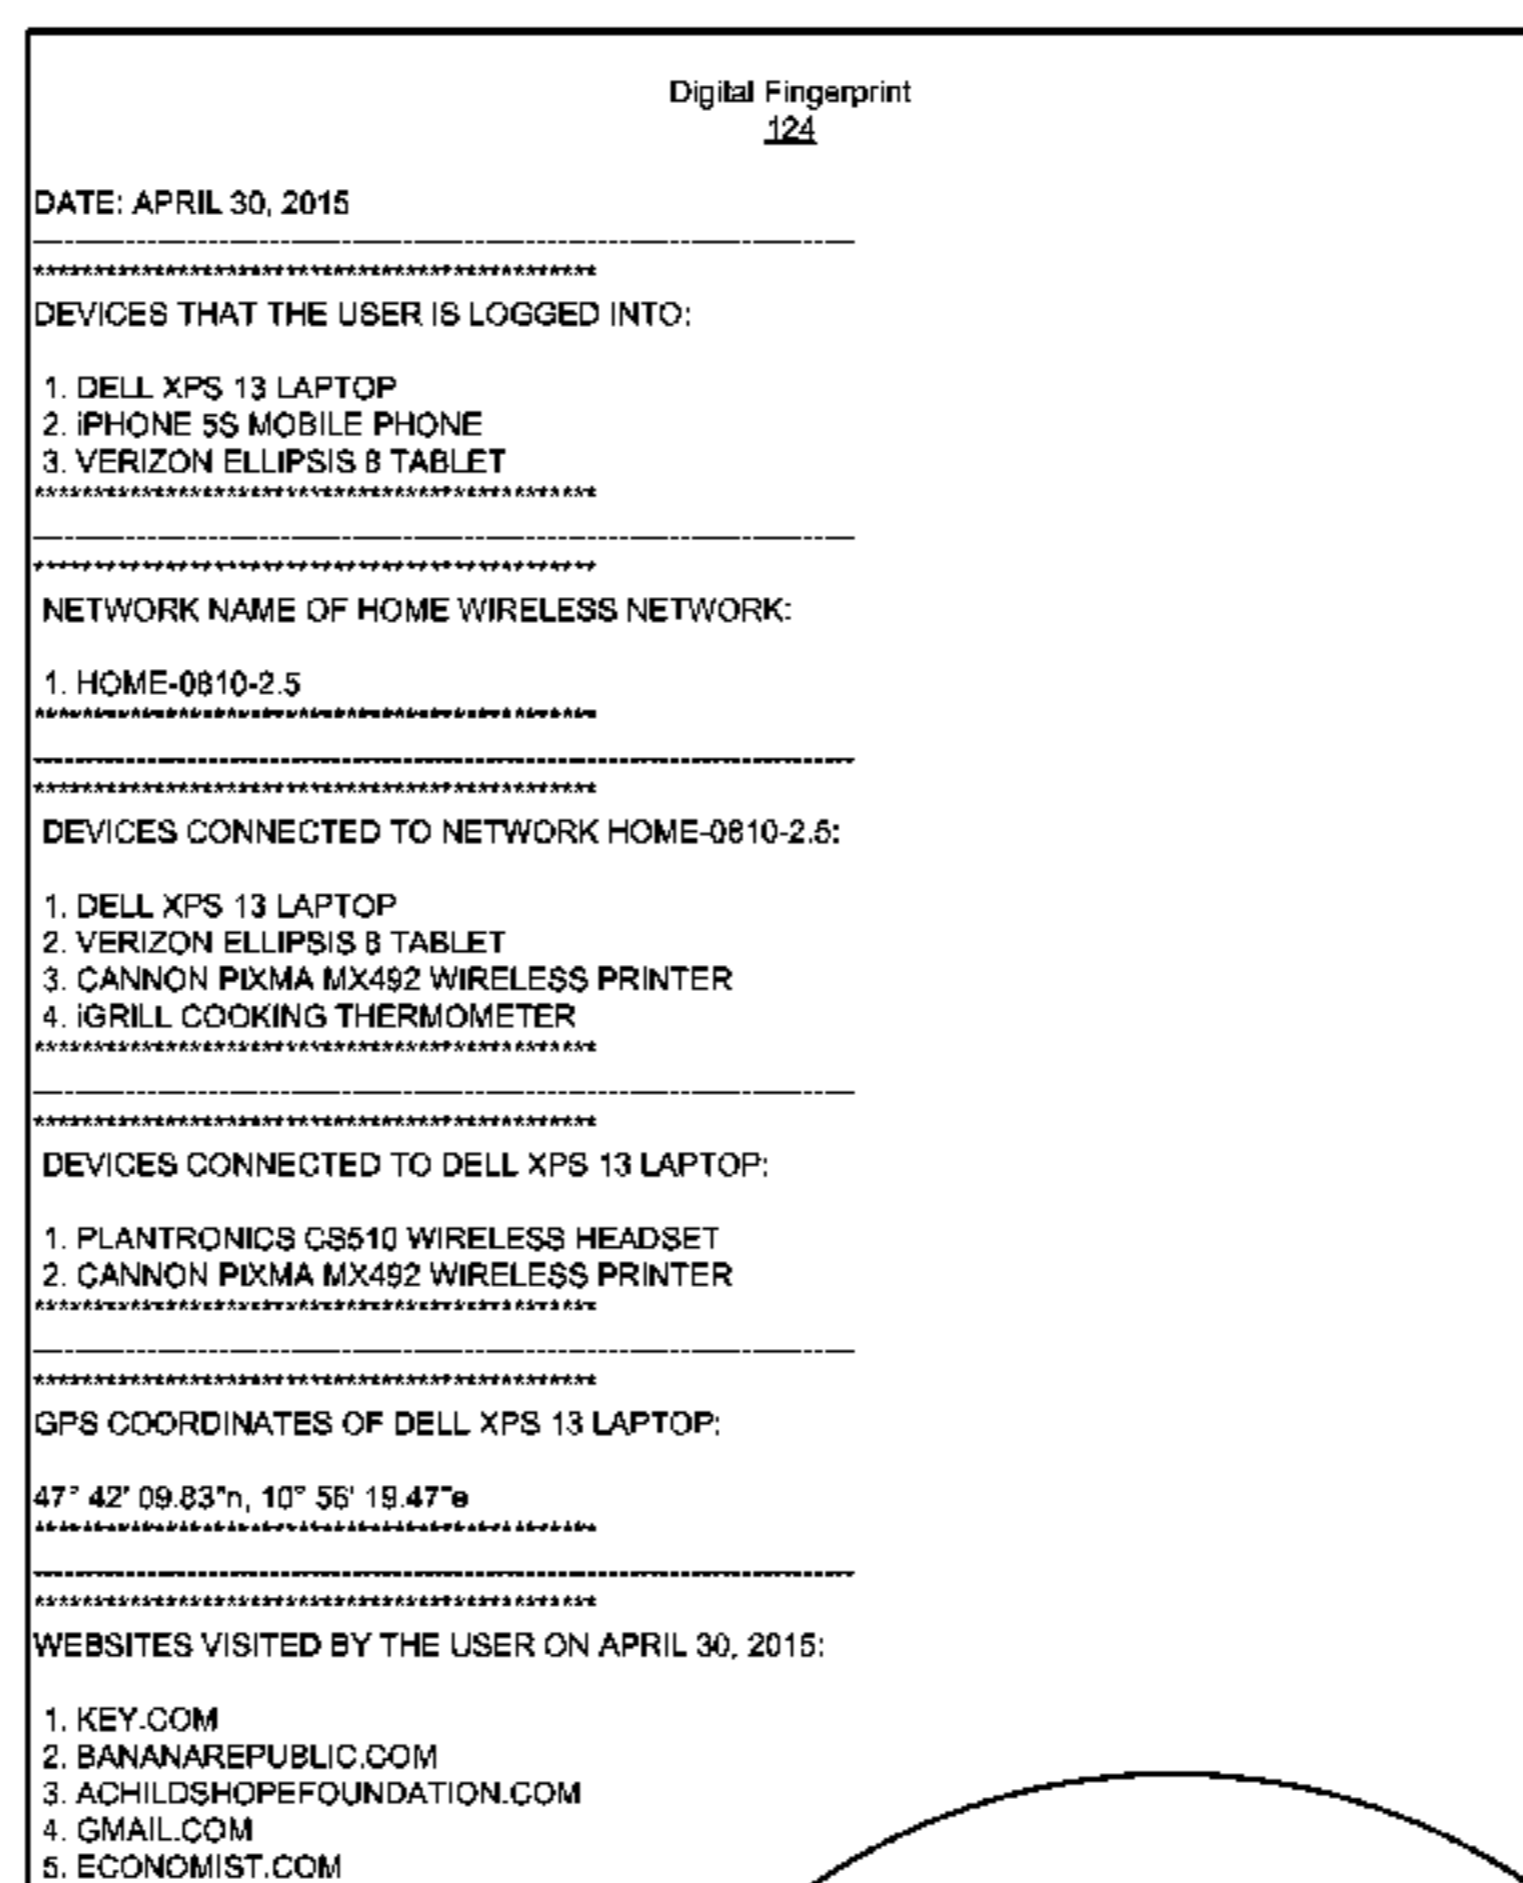 Digital Fingerprint
124
DATE: APRIL 30, 2015
DEVICES THAT THE USER IS LOGGED INTO:
1. DELL XPS 13 LAPTOP
2. iPHONE 5S MOBILE PHONE
3. VERIZON ELLIPSIS 8 TABLET
NETWORK NAME OF HOME WIRELESS NETWORK:
1. HOME-0810-2.5
DEVICES CONNECTED TO NETWORK HOME-0810-2.5:
1. DELL XPS 13 LAPTOP
2. VERIZON ELLIPSIS 8 TABLET
3. CANNON PIXMA MX492 WIRELESS PRINTER
4. iGRILL COOKING THERMOMETER
DEVICES CONNECTED TO DELL XPS 13 LAPTOP:
1. PLANTRONICS CS510 WIRELESS HEADSET
2. CANNON PIXMA MX492 WIRELESS PRINTER
GPS COORDINATES OF DELL XPS 13 LAPTOP:
47° 42' 09.83"n, 10° 56' 19.47"e
WEBSITES VISITED BY THE USER ON APRIL 30, 2015:
1. KEY.COM
2. BANANAREPUBLIC.COM
3. ACHILDSHOPEFOUNDATION.COM
4. GMAIL.COM
5. ECONOMIST.COM